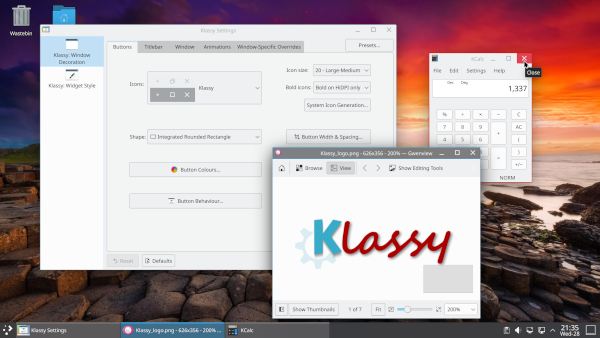 Wastebin
Klassy Settings
Klassy: Window
Decoration
Klassy: Widget Style
Buttons
Titlebar
Window
Animations
Window-Specific Overrides
Presets...
Icons:
Klassy
Icon size:
20 - Large-Medium
Bold icons:
Bold on HiDPI only
System Icon Generation...
Shape:
Integrated Rounded Rectangle
Button Width & Spacing...
Button Colours...
Button Behaviour...
Reset
Defaults
KCalc
Close
File
Edit
Settings
Help
Dec
Deg
1,337
%
÷
×
−
C
7
8
9
AC
4
5
6
+
(
1
2
3
)
0
.
=
+/−
NORM
Klassy_logo.png - 626x356 - 200% — Gwenview
Browse
View
Show Editing Tools
Klassy
Show Thumbnails
1 of 7
Fit
200%
Klassy Settings
Klassy_logo.png - 626x356 - 200% ...
KCalc
21:35
Wed-28